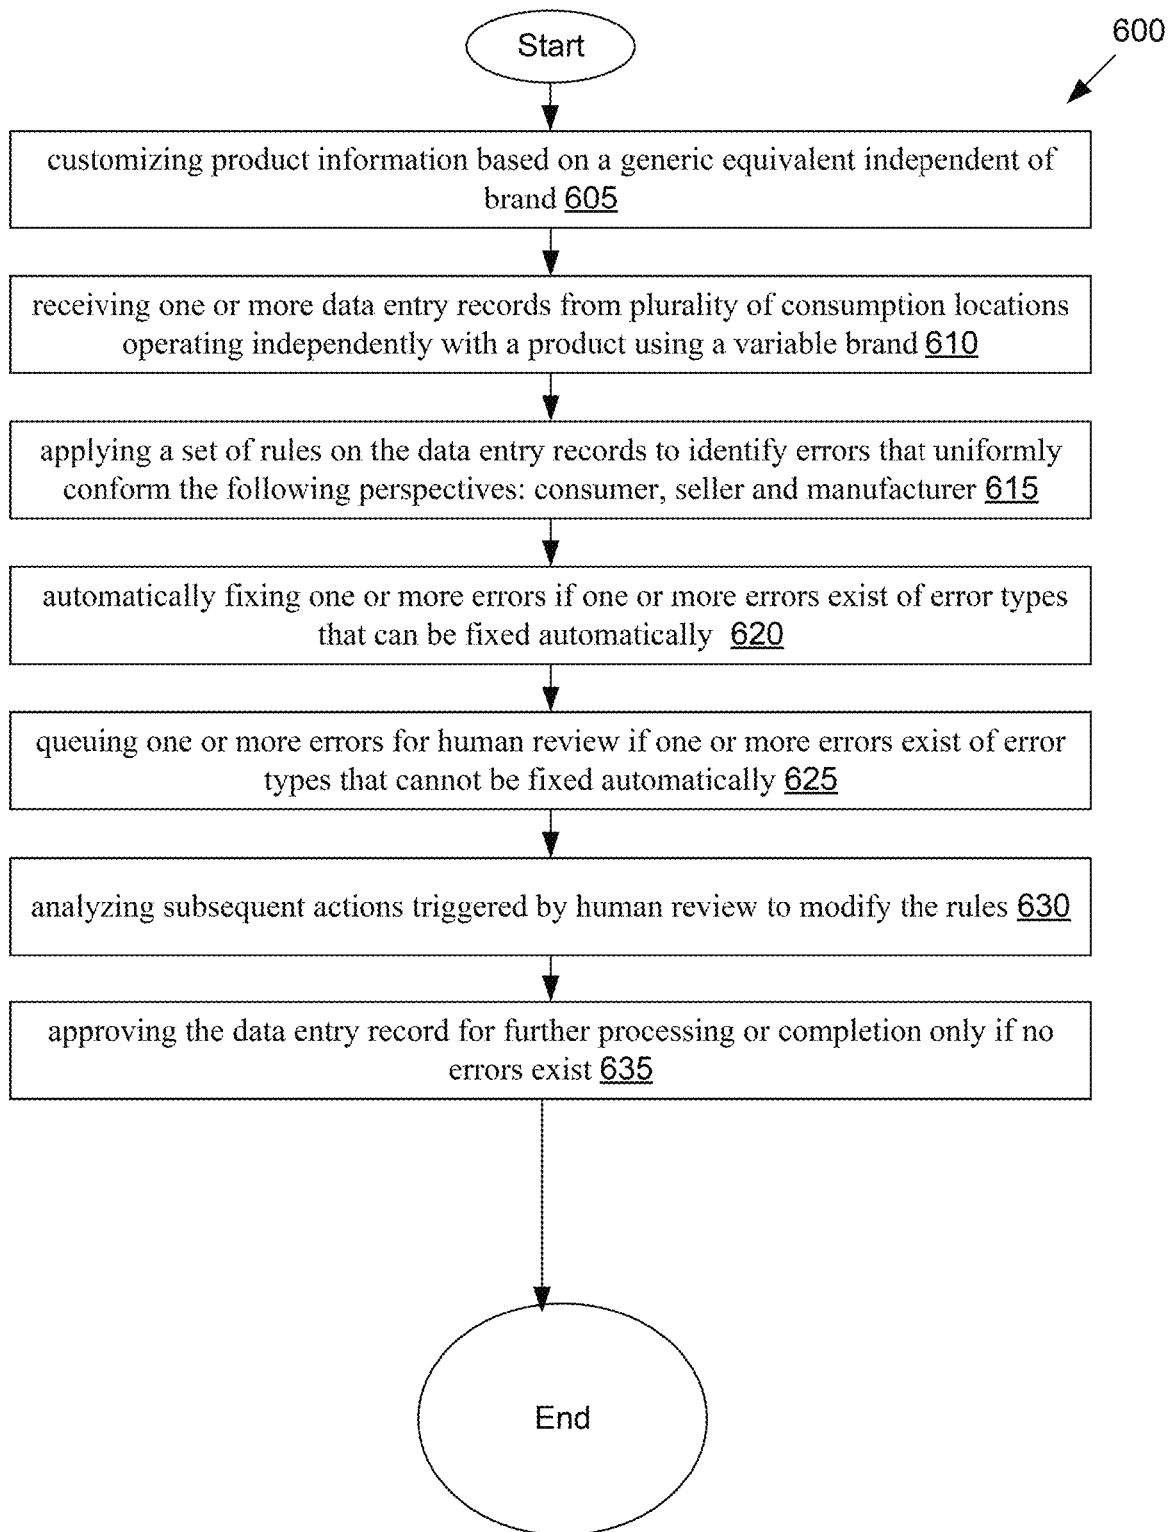 600
Start
customizing product information based on a generic equivalent independent of
brand 605
receiving one or more data entry records from plurality of consumption locations
operating independently with a product using a variable brand 610
applying a set of rules on the data entry records to identify errors that uniformly
conform the following perspectives: consumer, seller and manufacturer 615
automatically fixing one or more errors if one or more errors exist of error types
that can be fixed automatically 620
queuing one or more errors for human review if one or more errors exist of error
types that cannot be fixed automatically 625
analyzing subsequent actions triggered by human review to modify the rules 630
approving the data entry record for further processing or completion only if no
errors exist 635
End